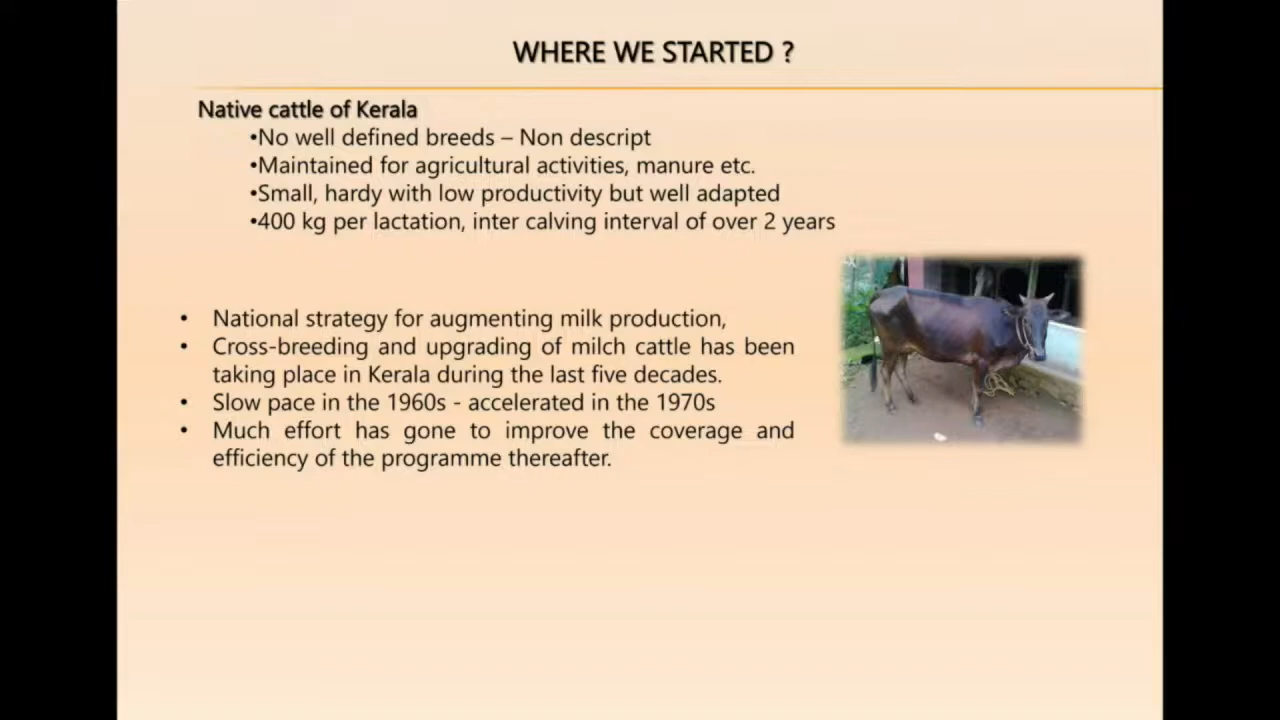 WHERE WE STARTED ?
Native cattle of Kerala
•No well defined breeds – Non descript
•Maintained for agricultural activities, manure etc.
•Small, hardy with low productivity but well adapted
•400 kg per lactation, inter calving interval of over 2 years
• National strategy for augmenting milk production,
• Cross-breeding and upgrading of milch cattle has been
taking place in Kerala during the last five decades.
• Slow pace in the 1960s - accelerated in the 1970s
• Much effort has gone to improve the coverage and
efficiency of the programme thereafter.